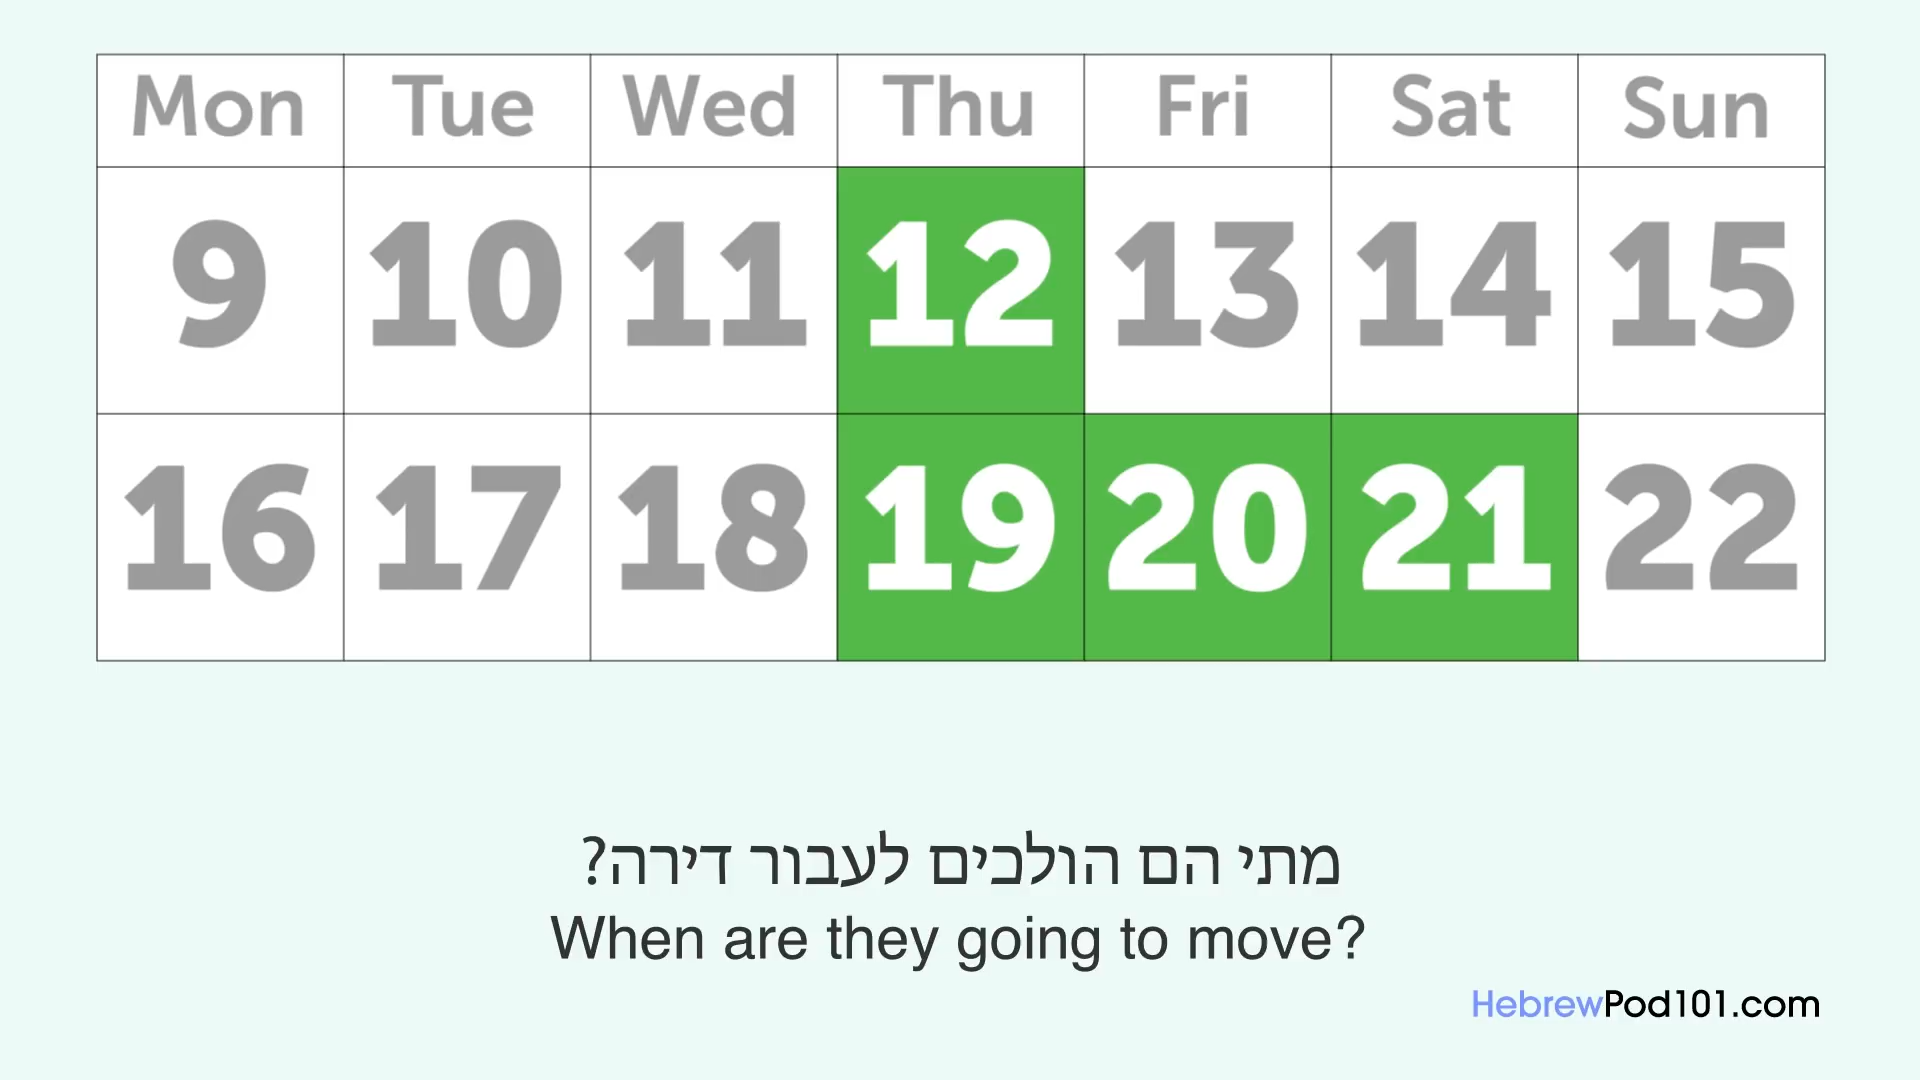 Mon Tue Wed Thu Fri Sat Sun
9 10 11 12 13 14 15
16 17 18 19 20 21 22
מתי הם הולכים לעבור דירה?
When are they going to move?
HebrewPod101.com